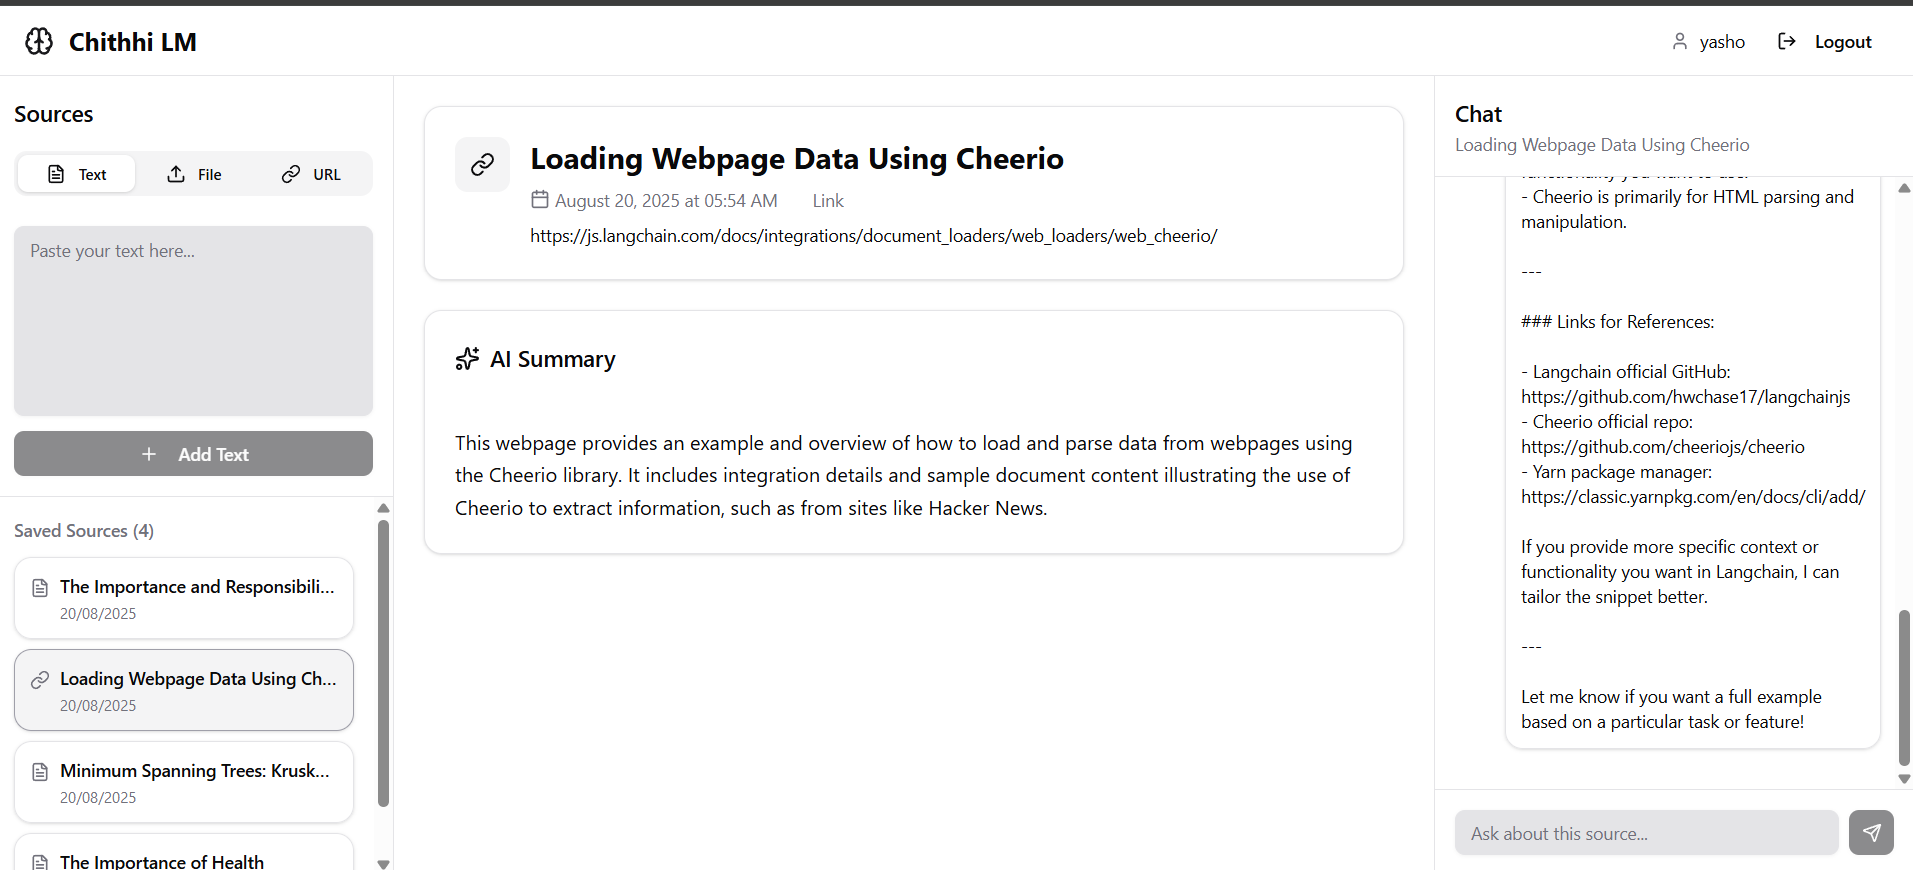 Chithhi LM
yasho
Logout
Sources
Text
File
URL
Paste your text here...
+ Add Text
Saved Sources (4)
The Importance and Responsibili...
20/08/2025
Loading Webpage Data Using Ch...
20/08/2025
Minimum Spanning Trees: Krusk...
20/08/2025
The Importance of Health
Loading Webpage Data Using Cheerio
August 20, 2025 at 05:54 AM
Link
https://js.langchain.com/docs/integrations/document_loaders/web_loaders/web_cheerio/
AI Summary
This webpage provides an example and overview of how to load and parse data from webpages using
the Cheerio library. It includes integration details and sample document content illustrating the use of
Cheerio to extract information, such as from sites like Hacker News.
Chat
Loading Webpage Data Using Cheerio
functionality you want to use.
- Cheerio is primarily for HTML parsing and
manipulation.
---
### Links for References:
- Langchain official GitHub:
https://github.com/hwchase17/langchainjs
- Cheerio official repo:
https://github.com/cheeriojs/cheerio
- Yarn package manager:
https://classic.yarnpkg.com/en/docs/cli/add/
If you provide more specific context or
functionality you want in Langchain, I can
tailor the snippet better.
---
Let me know if you want a full example
based on a particular task or feature!
Ask about this source...